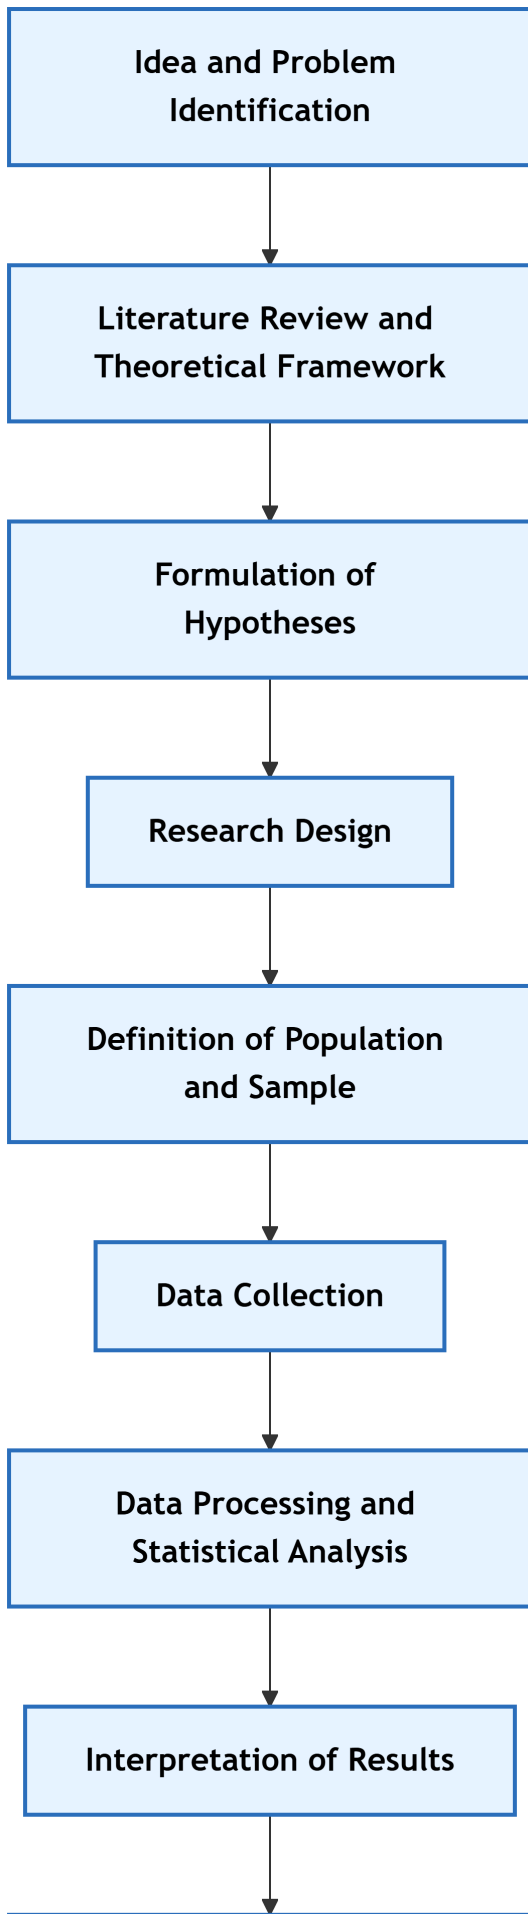 Idea and Problem
Identification
Literature Review and
Theoretical Framework
Formulation of
Hypotheses
Research Design
Definition of Population
and Sample
Data Collection
Data Processing and
Statistical Analysis
Interpretation of Results